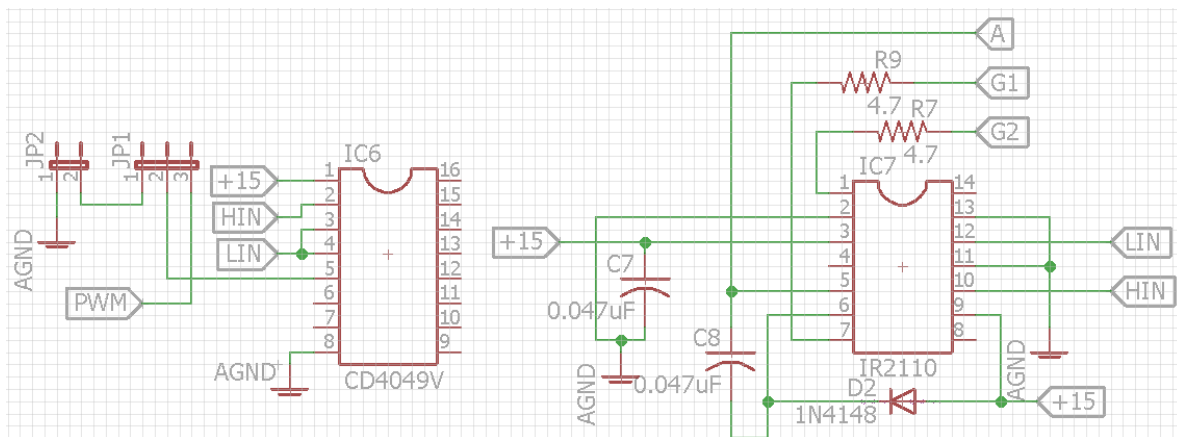 JP2
1
2
JP1
1
2
3
AGND
PWM
+15
HIN
LIN
AGND
IC6
1
2
3
4
5
6
7
8
16
15
14
13
12
11
10
9
CD4049V
+15
C7
0.047uF
AGND
C8
0.047uF
A
R9
4.7
G1
R7
4.7
G2
IC7
1
2
3
4
5
6
7
14
13
12
11
10
9
8
IR2110
LIN
HIN
AGND
D2
1N4148
+15